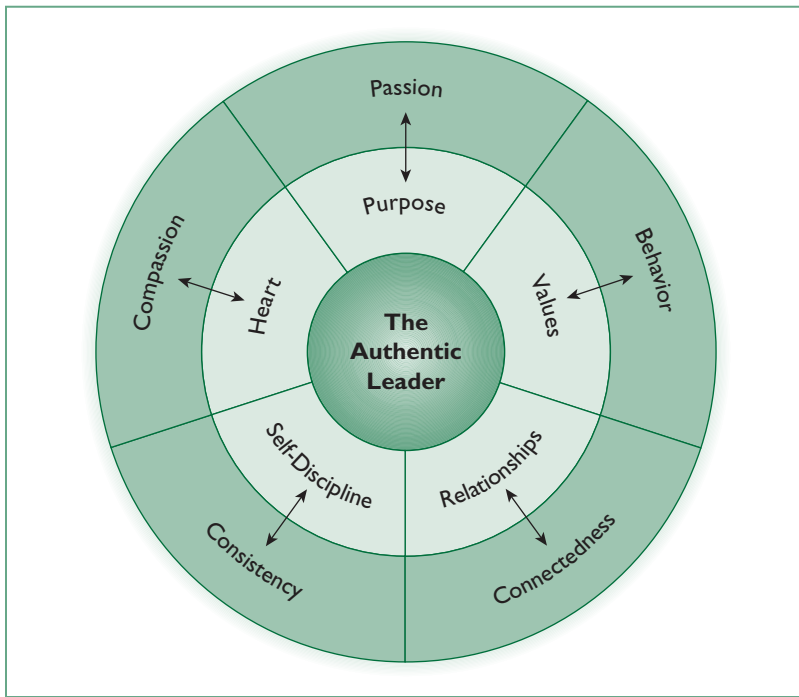 Passion
Purpose
Behavior
Values
Compassion
Heart
The
Authentic
Leader
Self-Discipline
Relationships
Consistency
Connectedness